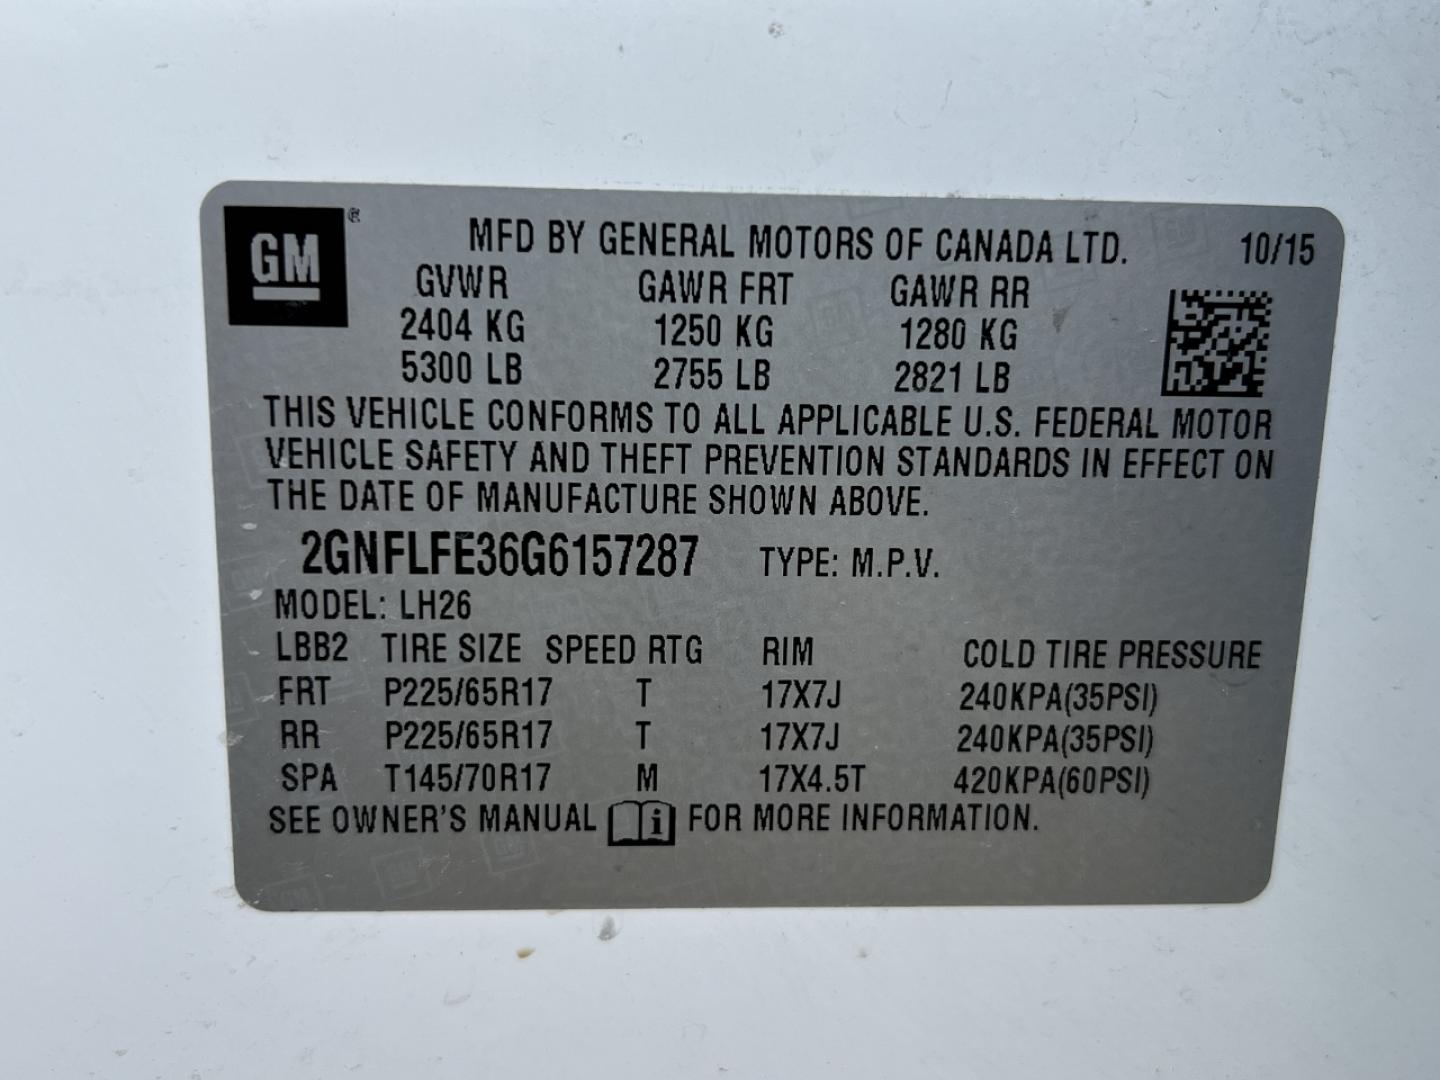 GM ®
MFD BY GENERAL MOTORS OF CANADA LTD. 10/15
GVWR GAWR FRT GAWR RR
2404 KG 1250 KG 1280 KG
5300 LB 2755 LB 2821 LB
THIS VEHICLE CONFORMS TO ALL APPLICABLE U.S. FEDERAL MOTOR
VEHICLE SAFETY AND THEFT PREVENTION STANDARDS IN EFFECT ON
THE DATE OF MANUFACTURE SHOWN ABOVE.
2GNFLFE36G6157287 TYPE: M.P.V.
MODEL: LH26
LBB2 TIRE SIZE SPEED RTG RIM COLD TIRE PRESSURE
FRT P225/65R17 T 17X7J 240KPA(35PSI)
RR P225/65R17 T 17X7J 240KPA(35PSI)
SPA T145/70R17 M 17X4.5T 420KPA(60PSI)
SEE OWNER'S MANUAL i FOR MORE INFORMATION.